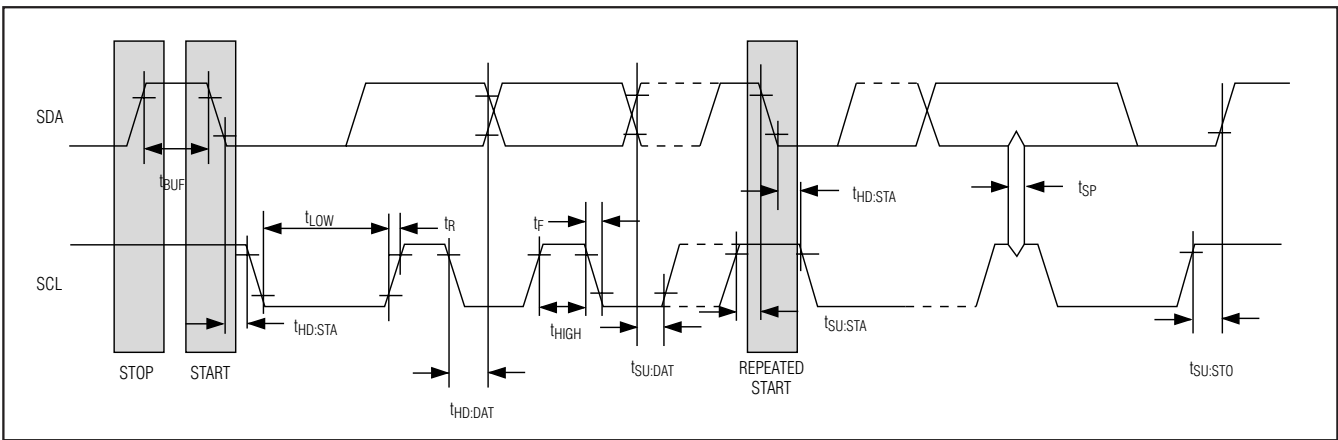 SDA
tBUF
tLOW
tR
tF
tHD:STA
tSP
SCL
tHD:STA
tHIGH
tSU:STA
tSU:DAT
tSU:STO
STOP
START
REPEATED
START
tHD:DAT